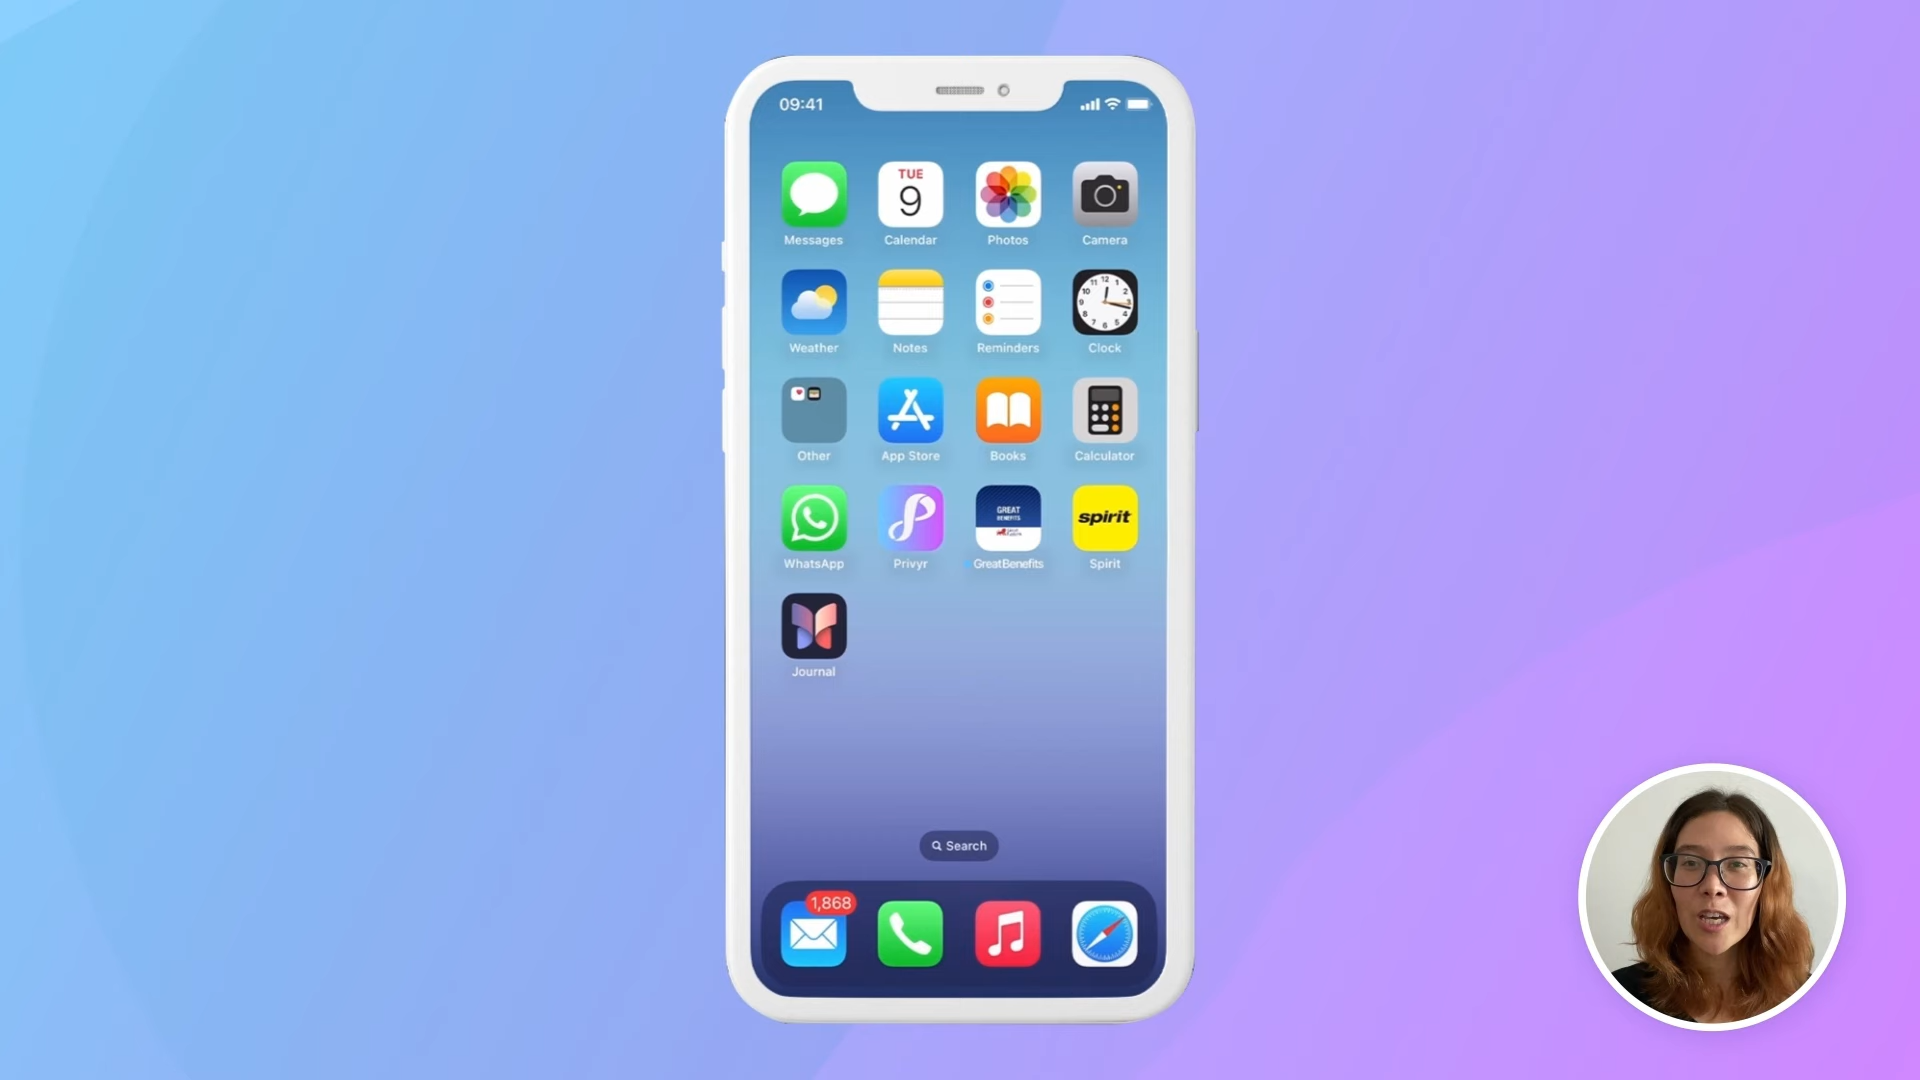 09:41
TUE
9
Messages Calendar Photos Camera
Weather Notes Reminders Clock
Other App Store Books Calculator
GREAT
BENEFITS
spirit
WhatsApp Privyr GreatBenefits Spirit
Journal
Search
1,868